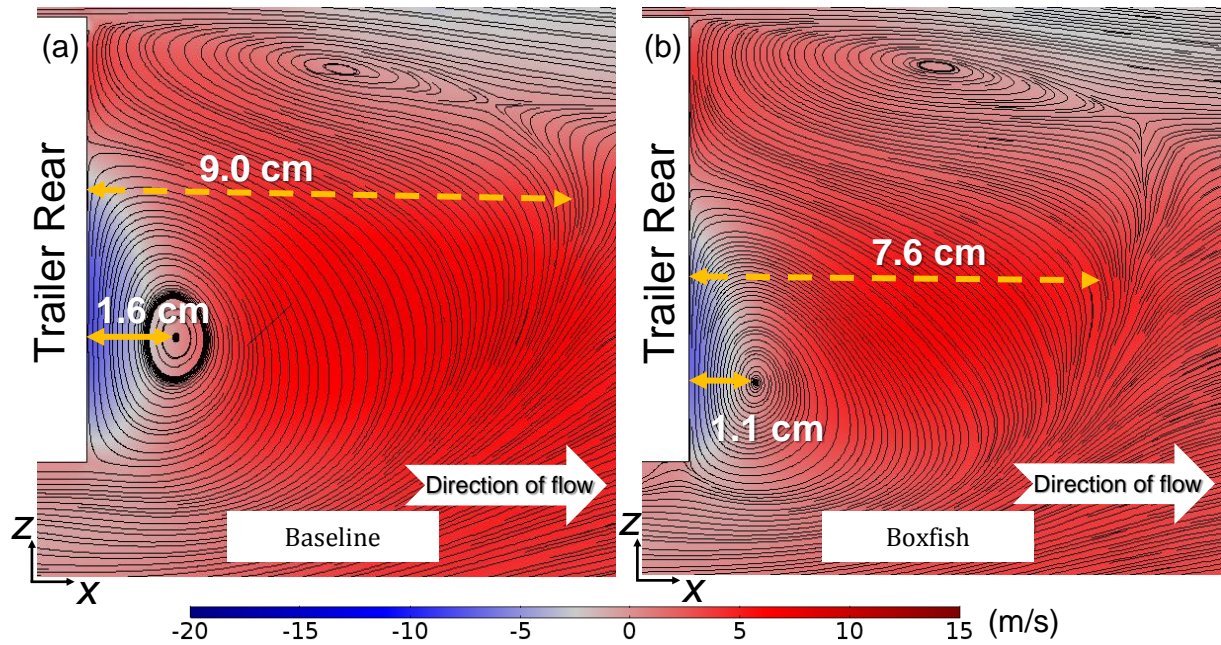 (a)
Trailer Rear
9.0 cm
1.6 cm
Direction of flow
Baseline
z
x
(b)
Trailer Rear
7.6 cm
1.1 cm
Direction of flow
Boxfish
z
x
-20 -15 -10 -5 0 5 10 15 (m/s)